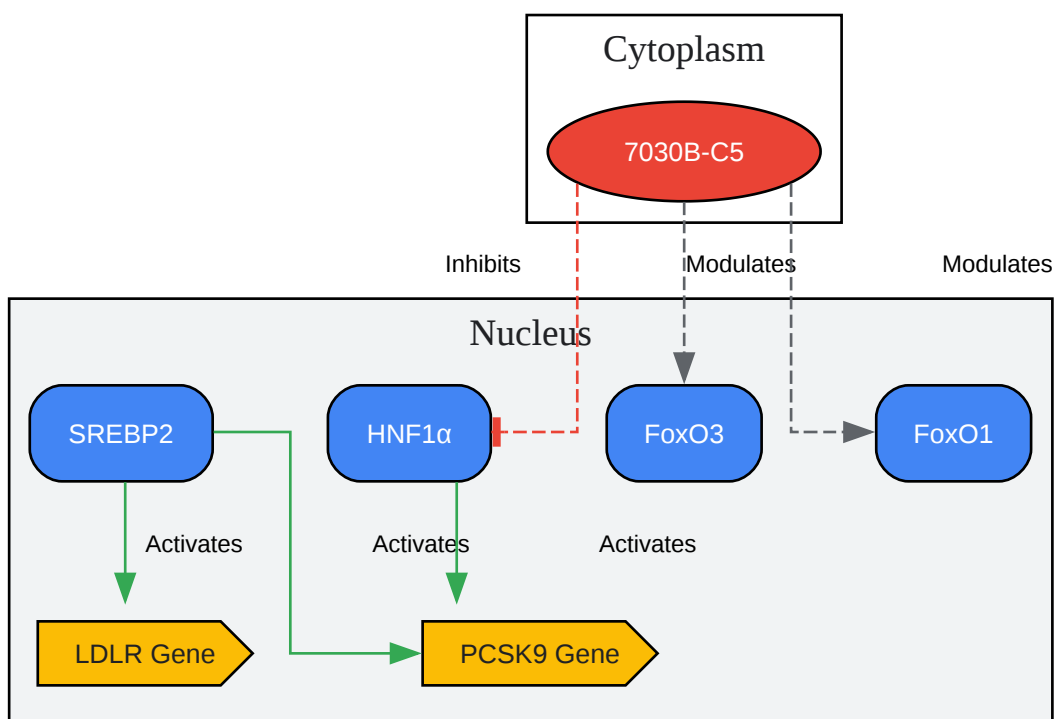 Cytoplasm
7030B-C5
Inhibits
Modulates
Modulates
Nucleus
SREBP2
HNF1α
FoxO3
FoxO1
Activates
Activates
Activates
LDLR Gene
PCSK9 Gene